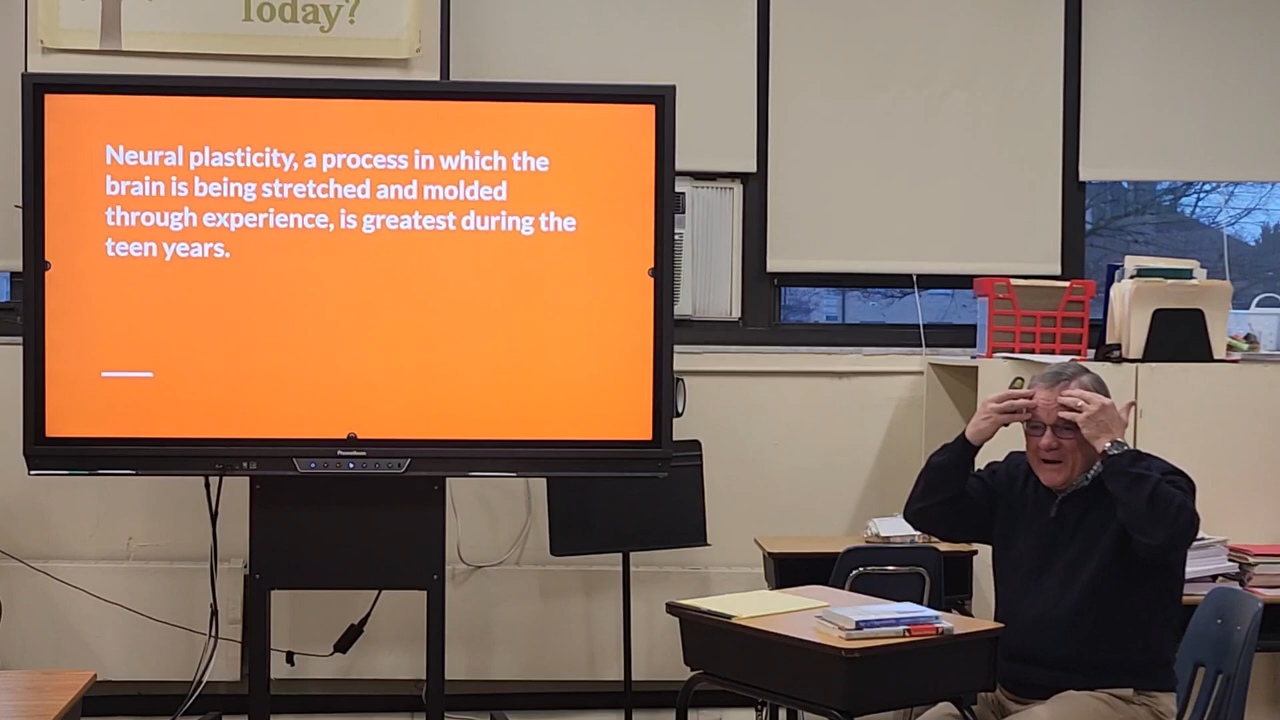 Today?
Neural plasticity, a process in which the
brain is being stretched and molded
through experience, is greatest during the
teen years.
Promethean